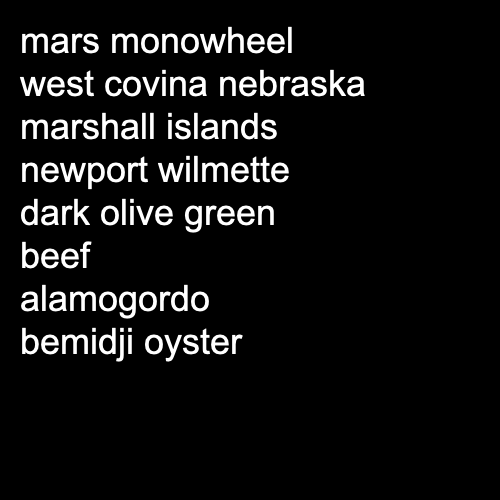 mars monowheel
west covina nebraska
marshall islands
newport wilmette
dark olive green
beef
alamogordo
bemidji oyster